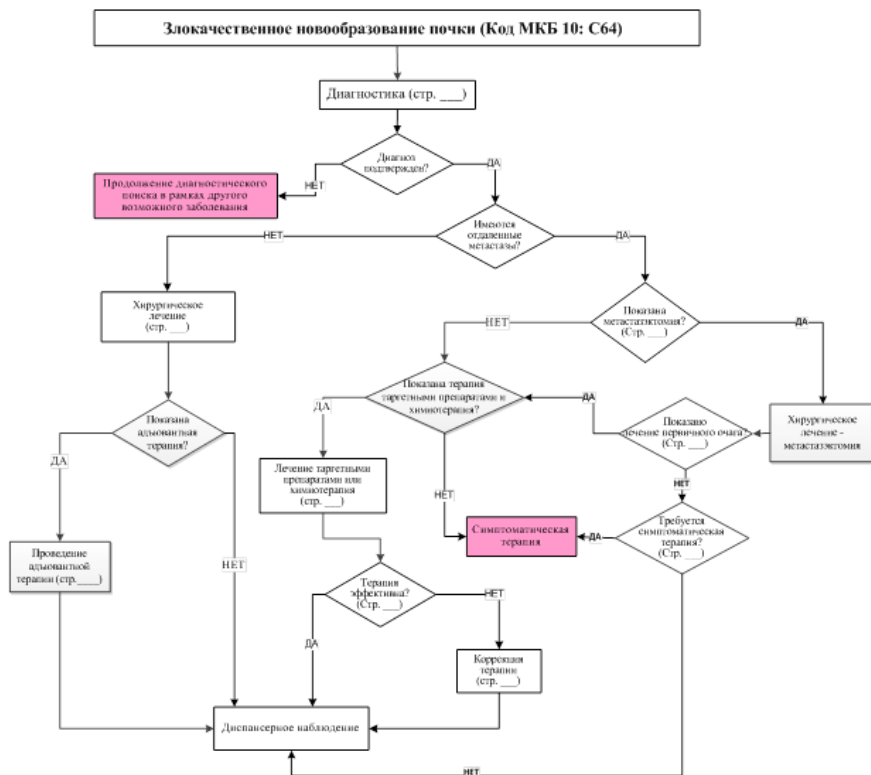 Злокачественное новообразование почки (Код МКБ 10: С64)
Диагностика (стр. ___)
Диагноз
подтвержден?
НЕТ
ДА
Продолжение диагностического
поиска в рамках другого
возможного заболевания
Имеются
отдаленные
метастазы?
НЕТ
ДА
Хирургическое
лечение
(стр. ___)
Показана
метастазэктомия?
(Стр. ___)
НЕТ
ДА
Показана терапия
таргетными препаратами и
химиотерапия?
ДА
ДА
Показано
лечение первичного очага?
(Стр. ___)
Хирургическое
лечение -
метастазэктомия
Показана
адъювантная
терапия?
ДА
НЕТ
Лечение таргетными
препаратами или
химиотерапия
(стр. ___)
НЕТ
НЕТ
Симптоматическая
терапия
ДА
Требуется
симптоматическая
терапия?
(Стр. ___)
Проведение
адъювантной
терапии (стр.____)
Терапия
эффективна?
(Стр. ___)
НЕТ
ДА
Коррекция
терапии
(стр. ___)
Диспансерное наблюдение
НЕТ